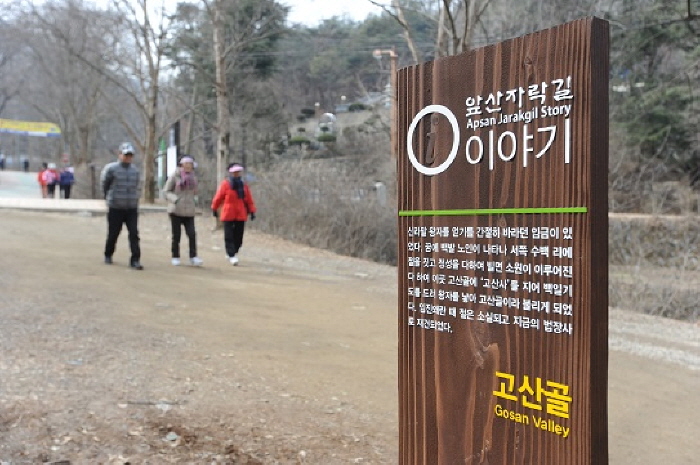 앞산자락길
Apsan Jarakgil Story
이야기
신라말 왕자를 얻기를 간절히 바라던 임금이 있
었다. 꿈에 백발 노인이 나타나 서쪽 수백 리에
절을 짓고 정성을 다하여 빌면 소원이 이루어진
다 하여 이곳 고산골에 '고산사'를 지어 백일기
도를 드려 왕자를 낳아 고산골이라 불리게 되었
다. 임진왜란 때 절은 소실되고 지금의 법장사
로 재건되었다.
고산골
Gosan Valley